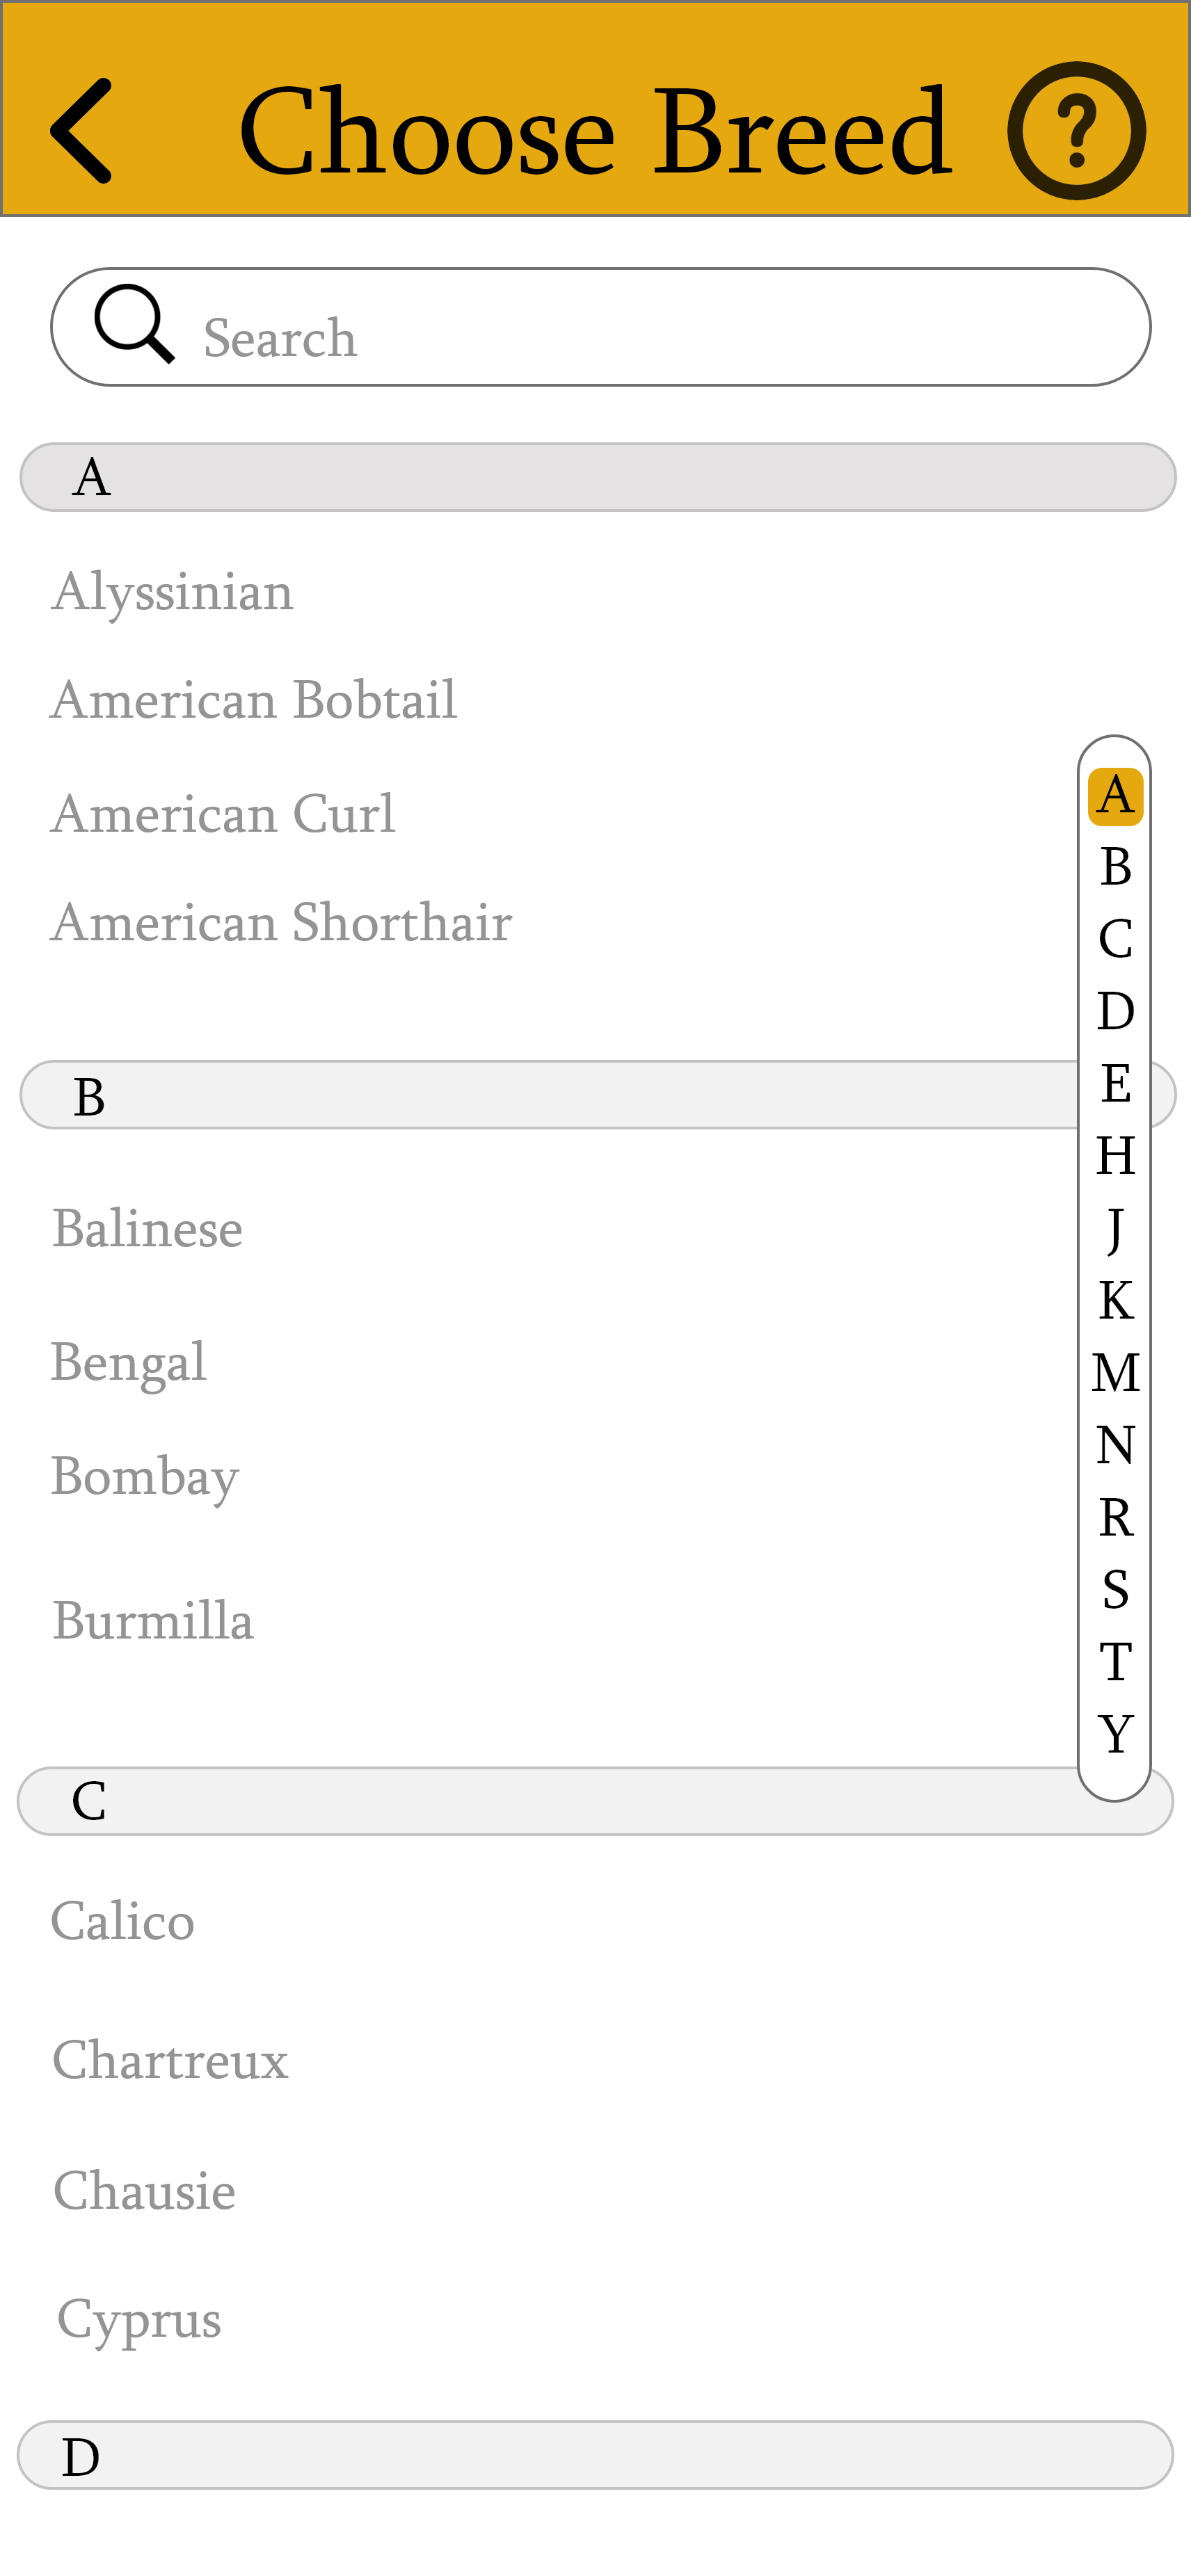 Choose Breed ?
Search
A
Alyssinian
American Bobtail
American Curl
American Shorthair
B
Balinese
Bengal
Bombay
Burmilla
C
Calico
Chartreux
Chausie
Cyprus
D
A
B
C
D
E
H
J
K
M
N
R
S
T
Y